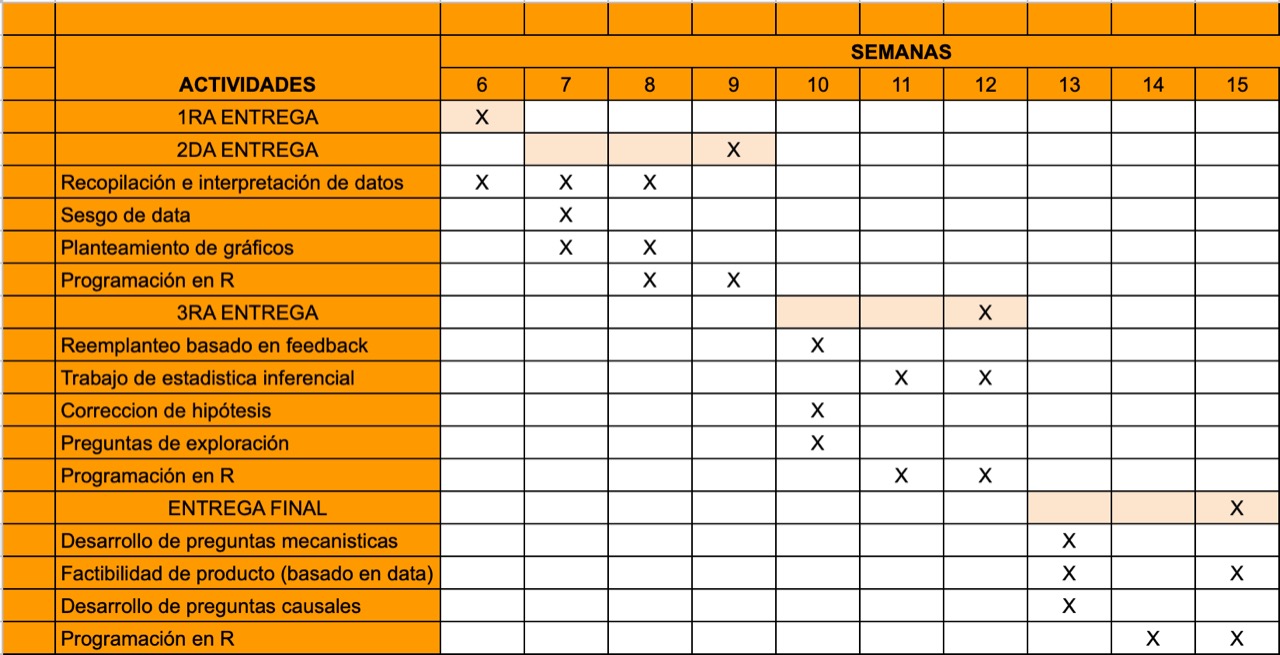 SEMANAS
ACTIVIDADES 6 7 8 9 10 11 12 13 14 15
1RA ENTREGA X
2DA ENTREGA X
Recopilación e interpretación de datos X X X
Sesgo de data X
Planteamiento de gráficos X X
Programación en R X X
3RA ENTREGA X
Reemplanteo basado en feedback X
Trabajo de estadistica inferencial X X
Correccion de hipótesis X
Preguntas de exploración X
Programación en R X X
ENTREGA FINAL X
Desarrollo de preguntas mecanisticas X
Factibilidad de producto (basado en data) X X
Desarrollo de preguntas causales X
Programación en R X X